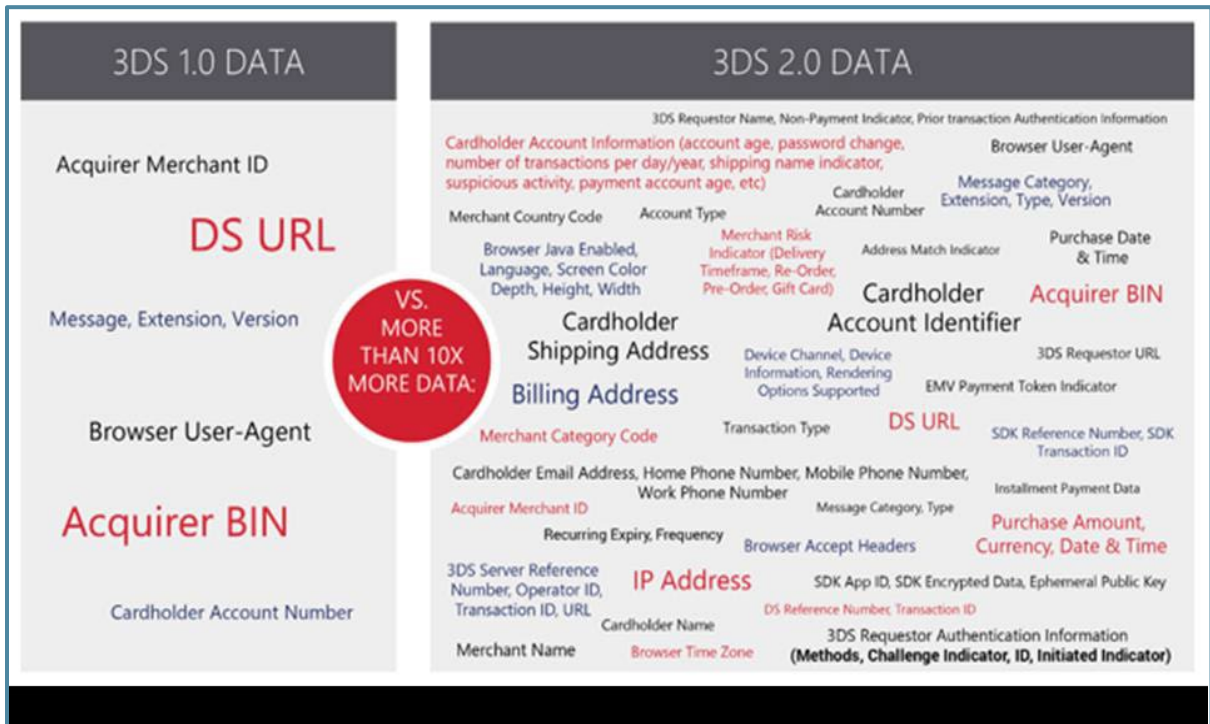 3DS 1.0 DATA
Acquirer Merchant ID
DS URL
Message, Extension, Version
Browser User-Agent
Acquirer BIN
Cardholder Account Number
VS.
MORE
THAN 10X
MORE DATA:
3DS 2.0 DATA
3DS Requestor Name, Non-Payment Indicator, Prior transaction Authentication Information
Cardholder Account Information (account age, password change,
number of transactions per day/year, shipping name indicator,
suspicious activity, payment account age, etc)
Browser User-Agent
Cardholder
Account Number
Message Category,
Extension, Type, Version
Merchant Country Code
Account Type
Browser Java Enabled,
Language, Screen Color
Depth, Height, Width
Merchant Risk
Indicator (Delivery
Timeframe, Re-Order,
Pre-Order, Gift Card)
Address Match Indicator
Purchase Date
& Time
Cardholder
Account Identifier
Acquirer BIN
Cardholder
Shipping Address
Device Channel, Device
Information, Rendering
Options Supported
3DS Requestor URL
Billing Address
EMV Payment Token Indicator
Merchant Category Code
Transaction Type
DS URL
SDK Reference Number, SDK
Transaction ID
Cardholder Email Address, Home Phone Number, Mobile Phone Number,
Work Phone Number
Installment Payment Data
Acquirer Merchant ID
Message Category, Type
Purchase Amount,
Currency, Date & Time
Recurring Expiry, Frequency
Browser Accept Headers
3DS Server Reference
Number, Operator ID,
Transaction ID, URL
IP Address
SDK App ID, SDK Encrypted Data, Ephemeral Public Key
DS Reference Number, Transaction ID
Cardholder Name
Merchant Name
Browser Time Zone
3DS Requestor Authentication Information
(Methods, Challenge Indicator, ID, Initiated Indicator)